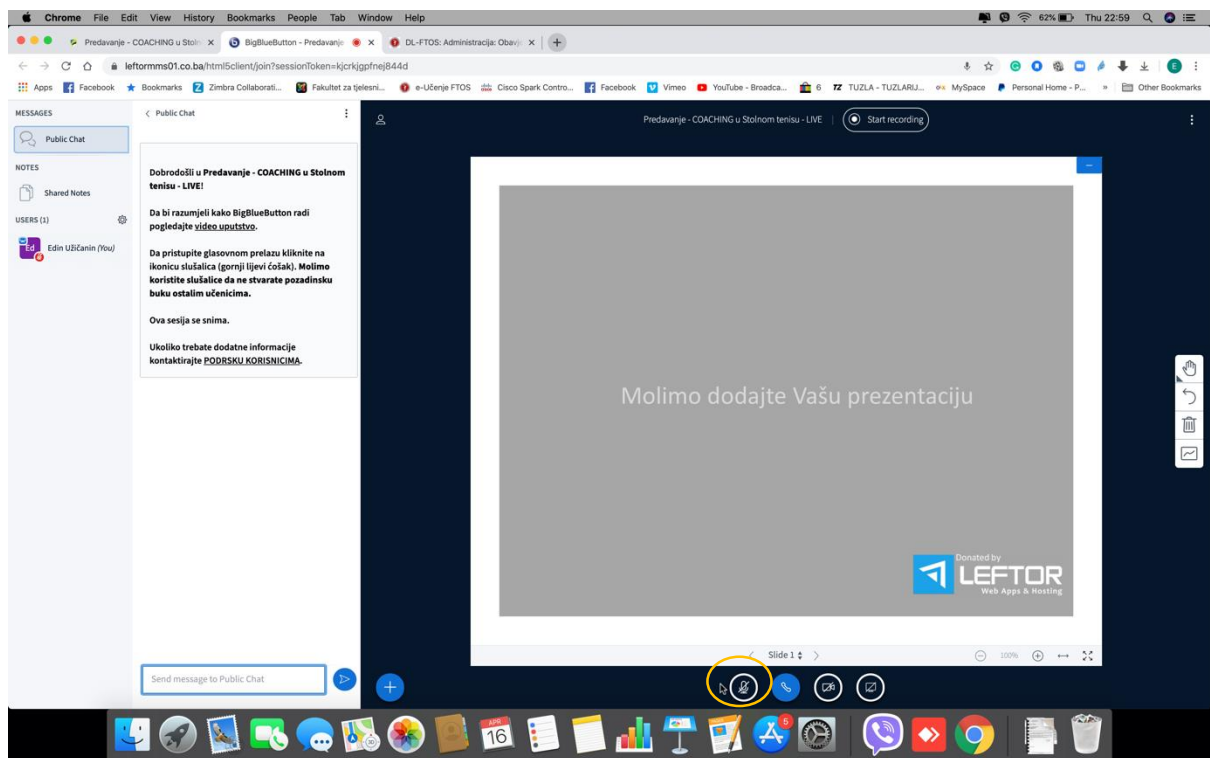 Chrome File Edit View History Bookmarks People Tab Window Help
62% Thu 22:59
Predavanje - COACHING u Stoln
BigBlueButton - Predavanje
DL-FTOS: Administracija: Obavj
leftormms01.co.ba/html5client/join?sessionToken=kjcrkjgpfnej844d
Apps Facebook Bookmarks Zimbra Collaborati... Fakultet za tjelesni... e-Učenje FTOS Cisco Spark Contro... Facebook Vimeo YouTube - Broadca... 6 TUZLA - TUZLARIJ... MySpace Personal Home - P... » Other Bookmarks
MESSAGES
Public Chat
NOTES
Shared Notes
USERS (1)
Ed
Edin Užičanin (You)
Public Chat
Dobrodošli u Predavanje - COACHING u Stolnom
tenisu - LIVE!
Da bi razumjeli kako BigBlueButton radi
pogledajte video uputstvo.
Da pristupite glasovnom prelazu kliknite na
ikonicu slušalica (gornji lijevi ćošak). Molimo
koristite slušalice da ne stvarate pozadinsku
buku ostalim učenicima.
Ova sesija se snima.
Ukoliko trebate dodatne informacije
kontaktirajte PODRSKU KORISNICIMA.
Send message to Public Chat
Predavanje - COACHING u Stolnom tenisu - LIVE | Start recording
Molimo dodajte Vašu prezentaciju
Donated by
LEFTOR
Web Apps & Hosting
Slide 1
100%
APR
16
5